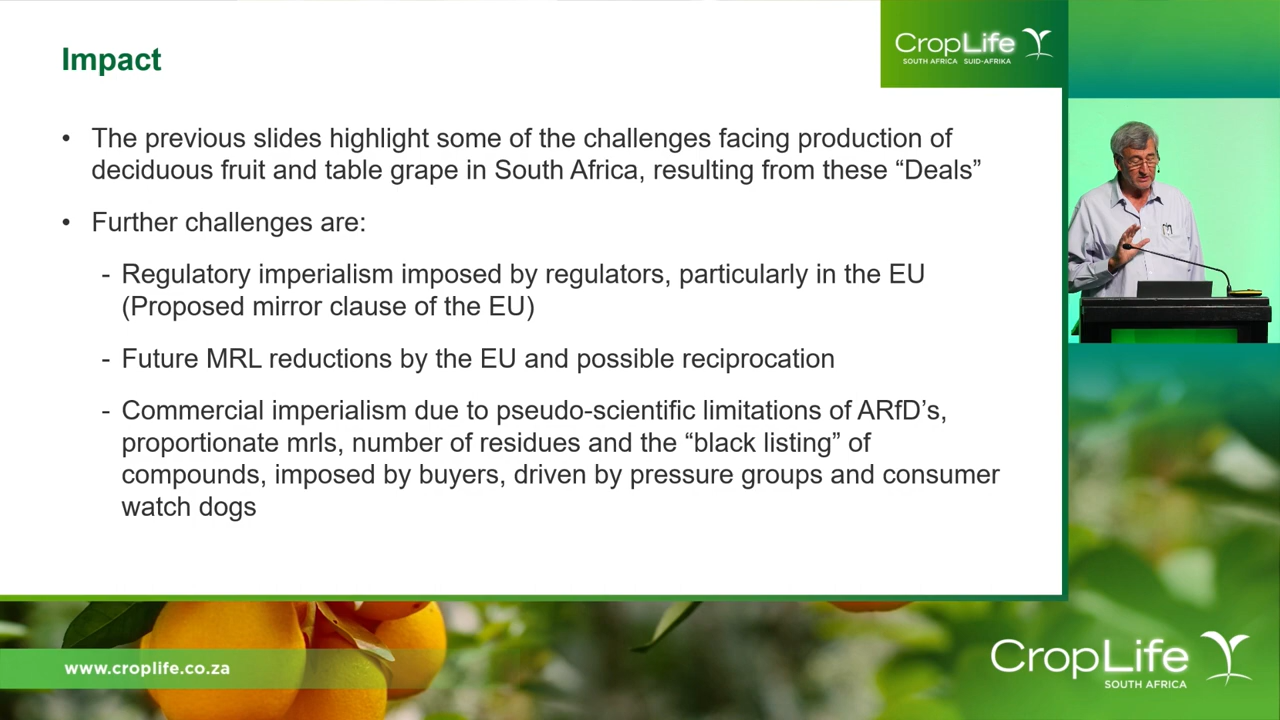 Impact
CropLife
SOUTH AFRICA SUID-AFRIKA
• The previous slides highlight some of the challenges facing production of
deciduous fruit and table grape in South Africa, resulting from these “Deals”
• Further challenges are:
- Regulatory imperialism imposed by regulators, particularly in the EU
(Proposed mirror clause of the EU)
- Future MRL reductions by the EU and possible reciprocation
- Commercial imperialism due to pseudo-scientific limitations of ARfD’s,
proportionate mrls, number of residues and the “black listing” of
compounds, imposed by buyers, driven by pressure groups and consumer
watch dogs
www.croplife.co.za
CropLife
SOUTH AFRICA